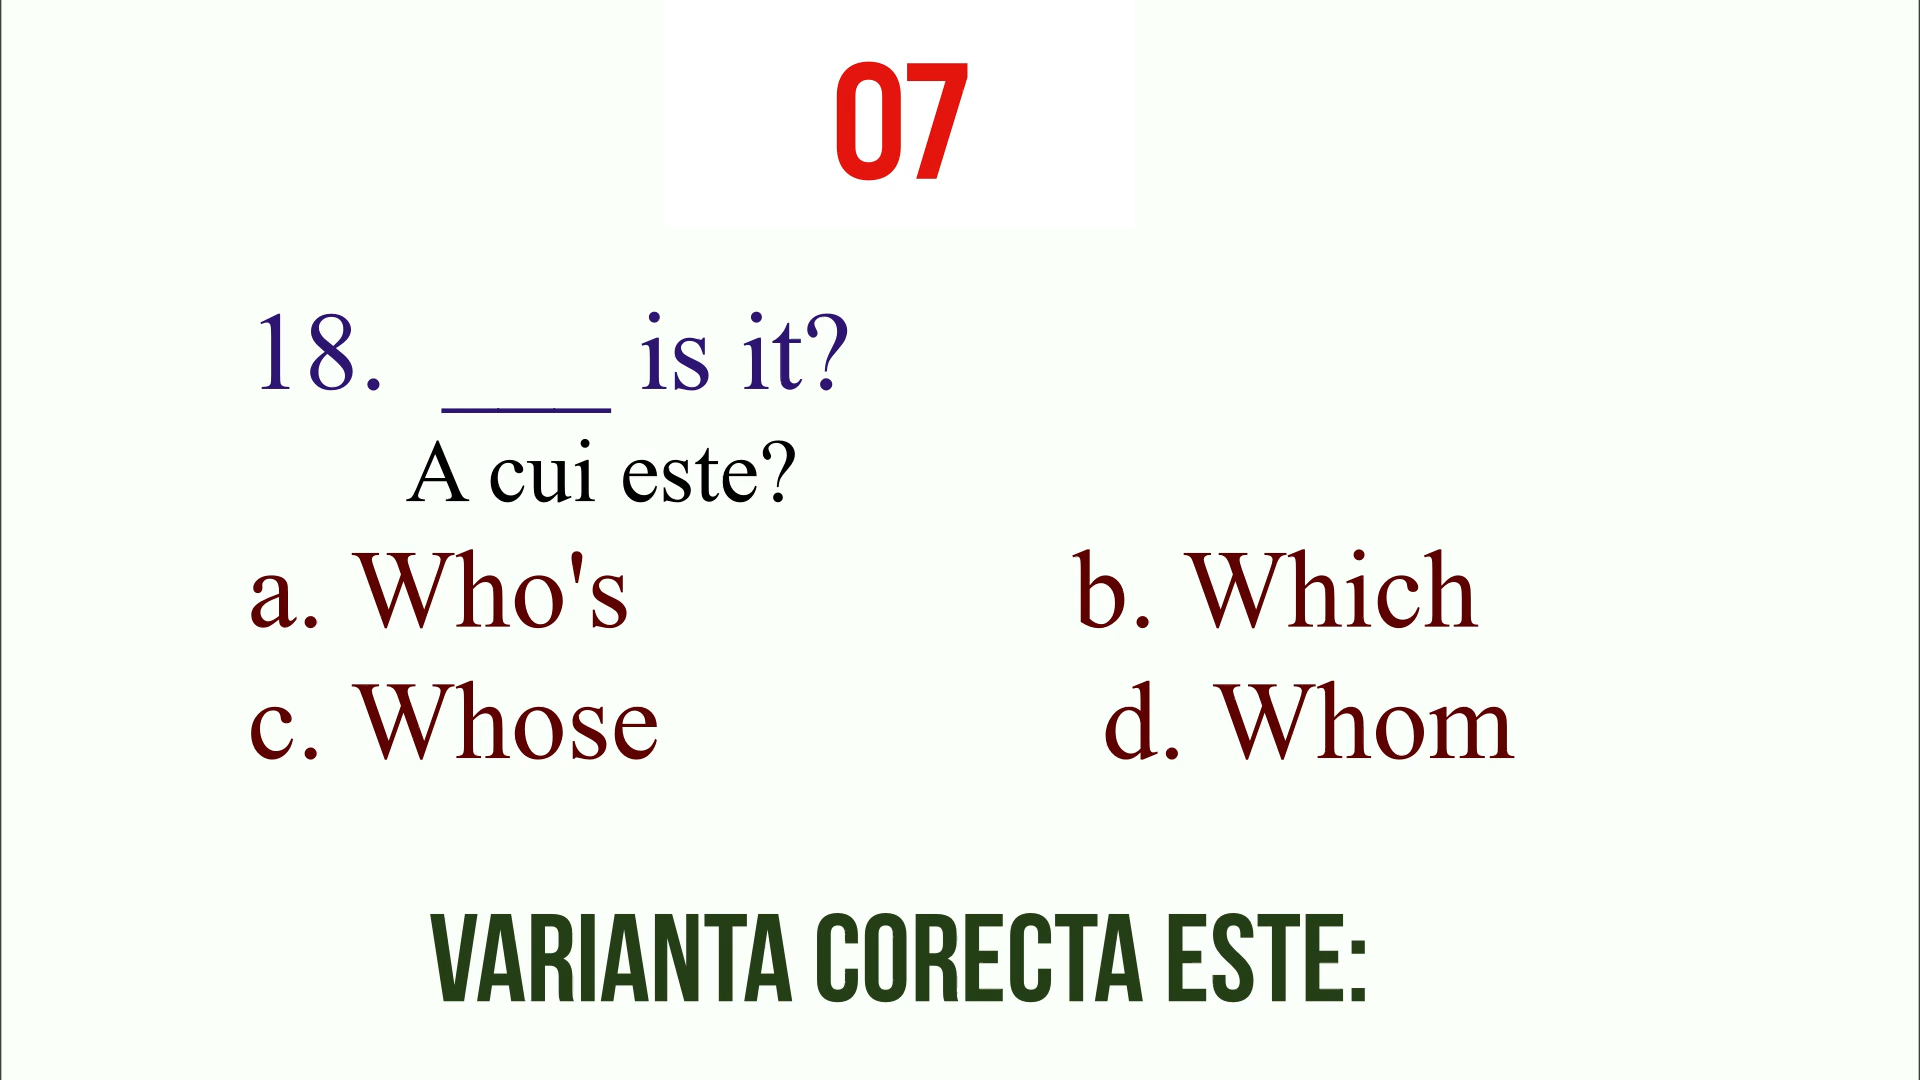 07
18. ___ is it?
A cui este?
a. Who's b. Which
c. Whose d. Whom
VARIANTA CORECTA ESTE: